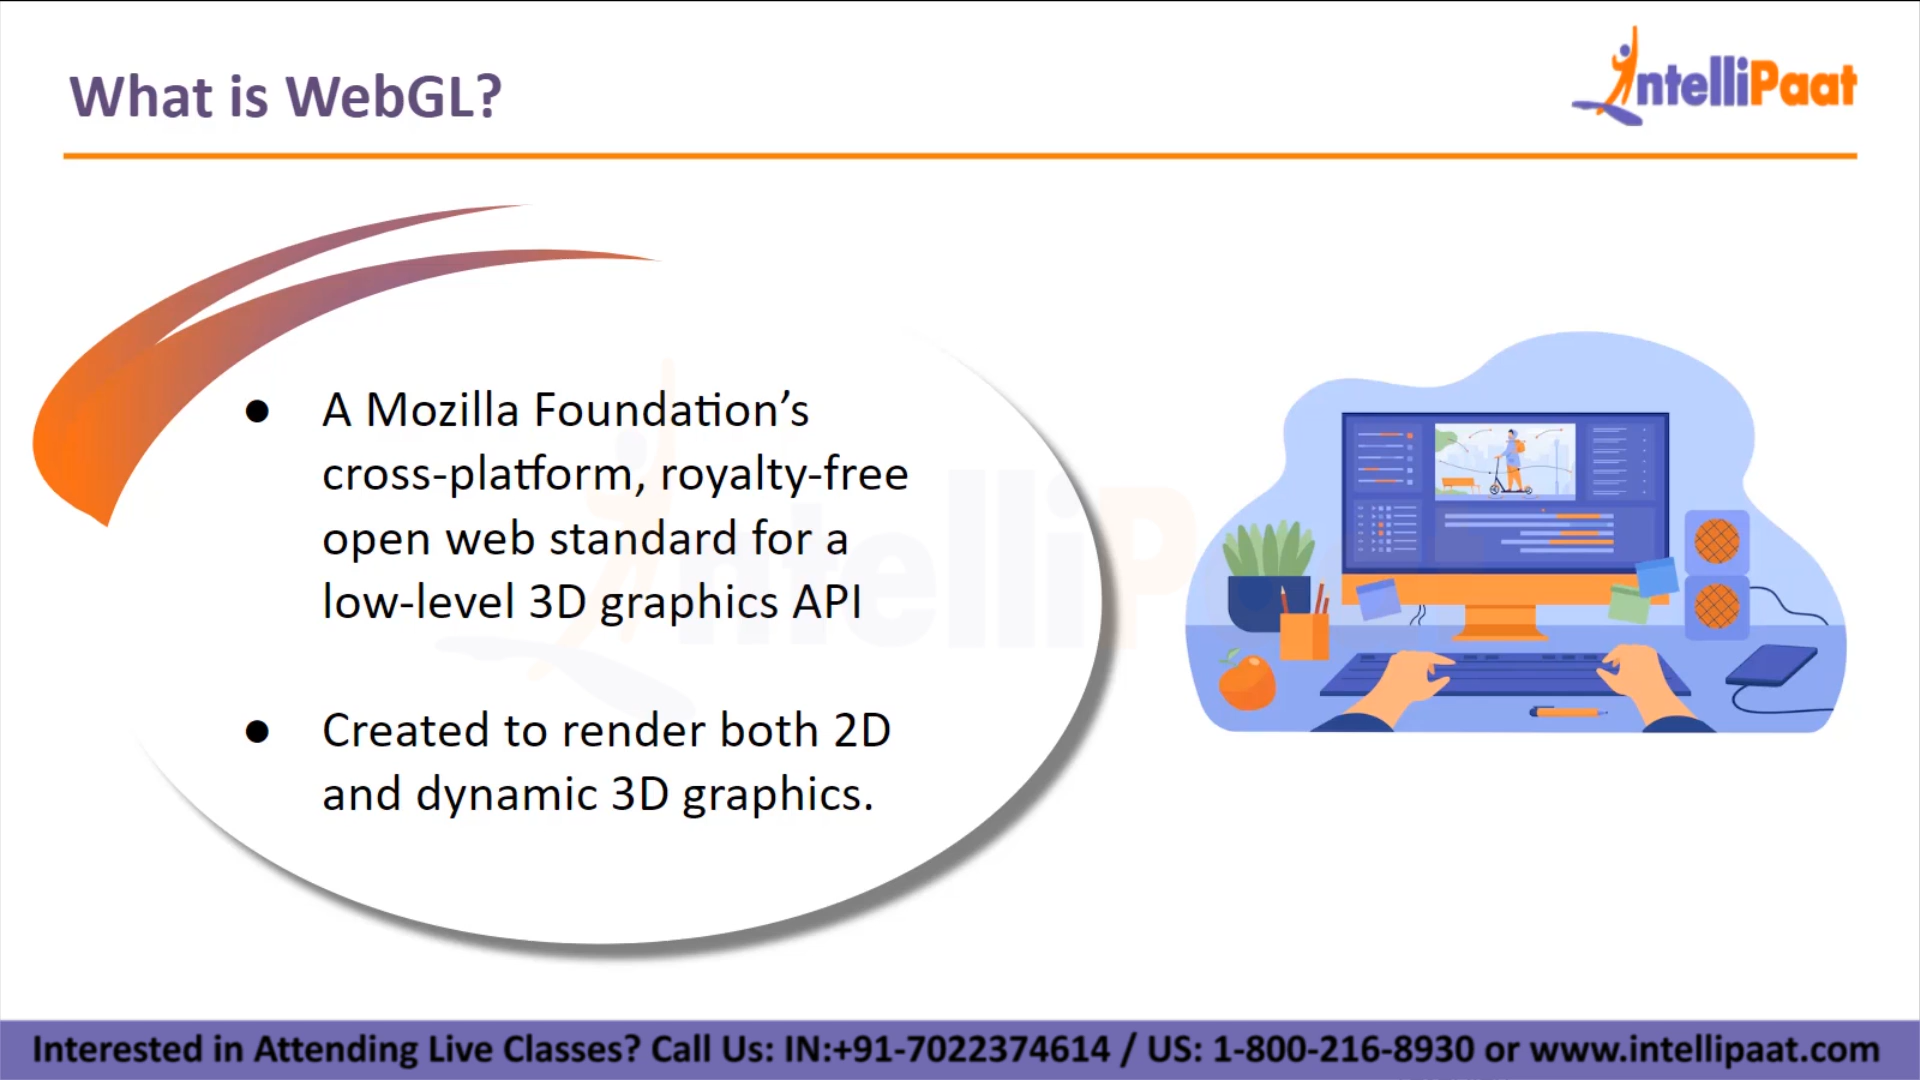 What is WebGL?
IntelliPaat
● A Mozilla Foundation’s
cross-platform, royalty-free
open web standard for a
low-level 3D graphics API
● Created to render both 2D
and dynamic 3D graphics.
Interested in Attending Live Classes? Call Us: IN:+91-7022374614 / US: 1-800-216-8930 or www.intellipaat.com